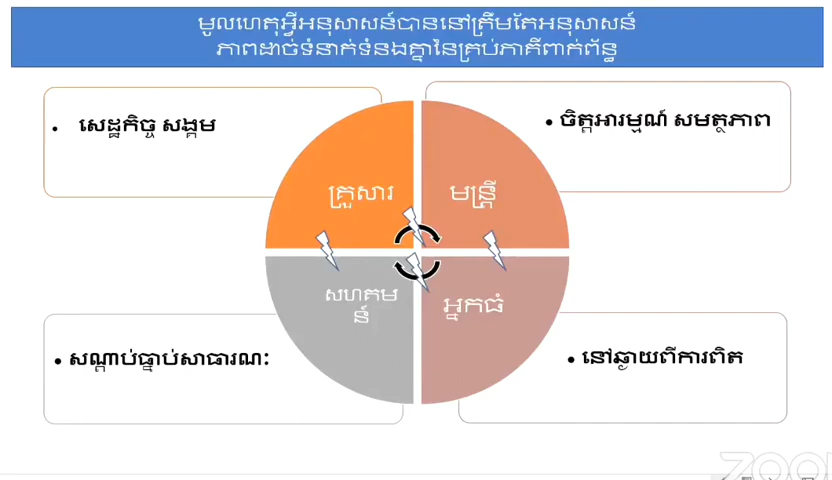 មូលហេតុអ្វីអនុសាសន៍បាននៅត្រឹមតែអនុសាសន៍
ភាពដាច់ទំនាក់ទំនងគ្នានៃគ្រប់ភាគីពាក់ព័ន្ធ
• សេដ្ឋកិច្ច សង្គម
• ចិត្តអារម្មណ៍ សមត្ថភាព
គ្រួសារ
មន្ត្រី
សហគម
ន៍
អ្នកធំ
• សណ្តាប់ធ្នាប់សាធារណៈ
• នៅឆ្ងាយពីការពិត
zoom